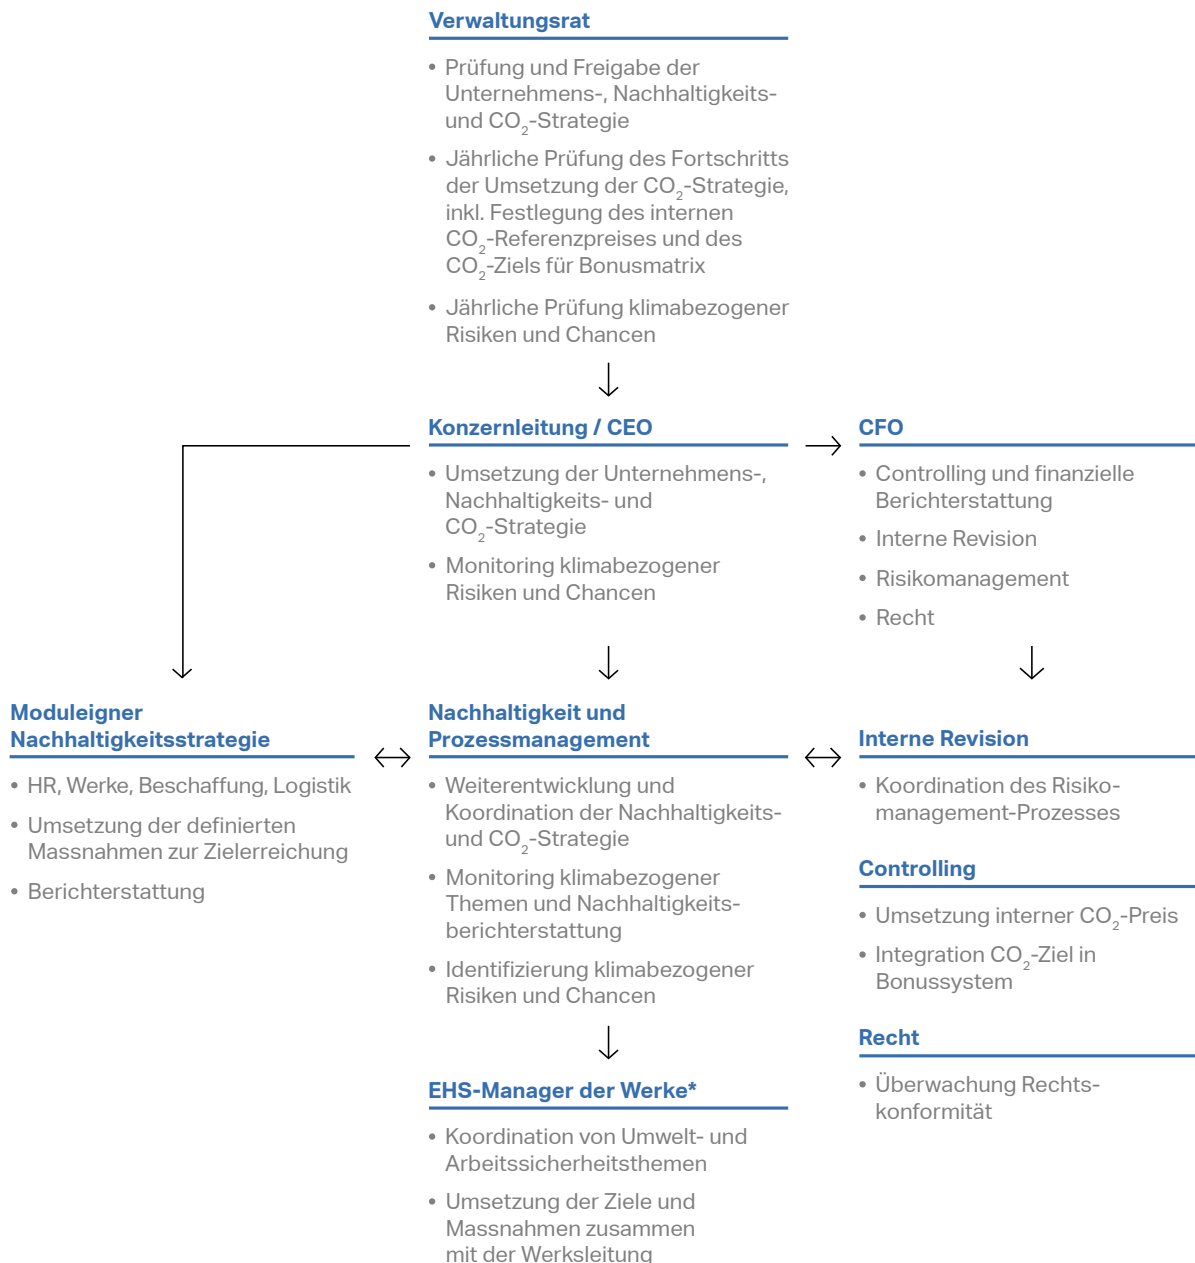 Verwaltungsrat
• Prüfung und Freigabe der
Unternehmens-, Nachhaltigkeits-
und CO₂-Strategie
• Jährliche Prüfung des Fortschritts
der Umsetzung der CO₂-Strategie,
inkl. Festlegung des internen
CO₂-Referenzpreises und des
CO₂-Ziels für Bonusmatrix
• Jährliche Prüfung klimabezogener
Risiken und Chancen
Konzernleitung / CEO
• Umsetzung der Unternehmens-,
Nachhaltigkeits- und
CO₂-Strategie
• Monitoring klimabezogener
Risiken und Chancen
CFO
• Controlling und finanzielle
Berichterstattung
• Interne Revision
• Risikomanagement
• Recht
Moduleigner
Nachhaltigkeitsstrategie
• HR, Werke, Beschaffung, Logistik
• Umsetzung der definierten
Massnahmen zur Zielerreichung
• Berichterstattung
Nachhaltigkeit und
Prozessmanagement
• Weiterentwicklung und
Koordination der Nachhaltigkeits-
und CO₂-Strategie
• Monitoring klimabezogener
Themen und Nachhaltigkeits-
berichterstattung
• Identifizierung klimabezogener
Risiken und Chancen
Interne Revision
• Koordination des Risiko-
management-Prozesses
Controlling
• Umsetzung interner CO₂-Preis
• Integration CO₂-Ziel in
Bonussystem
Recht
• Überwachung Rechts-
konformität
EHS-Manager der Werke*
• Koordination von Umwelt- und
Arbeitssicherheitsthemen
• Umsetzung der Ziele und
Massnahmen zusammen
mit der Werksleitung